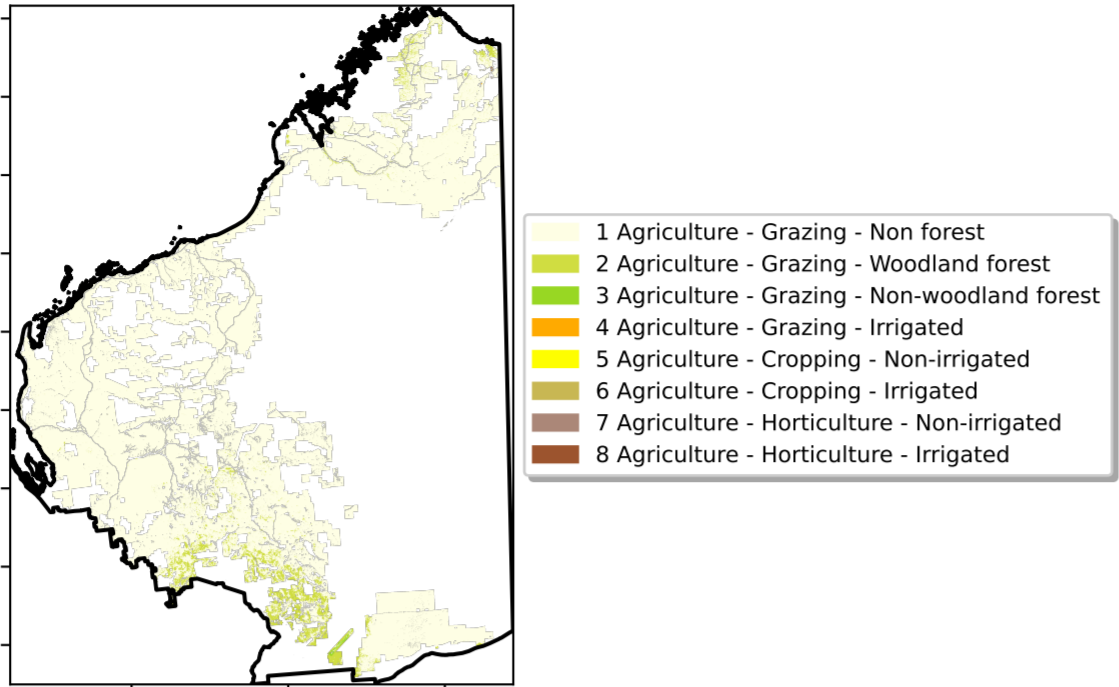 1 Agriculture - Grazing - Non forest
2 Agriculture - Grazing - Woodland forest
3 Agriculture - Grazing - Non-woodland forest
4 Agriculture - Grazing - Irrigated
5 Agriculture - Cropping - Non-irrigated
6 Agriculture - Cropping - Irrigated
7 Agriculture - Horticulture - Non-irrigated
8 Agriculture - Horticulture - Irrigated